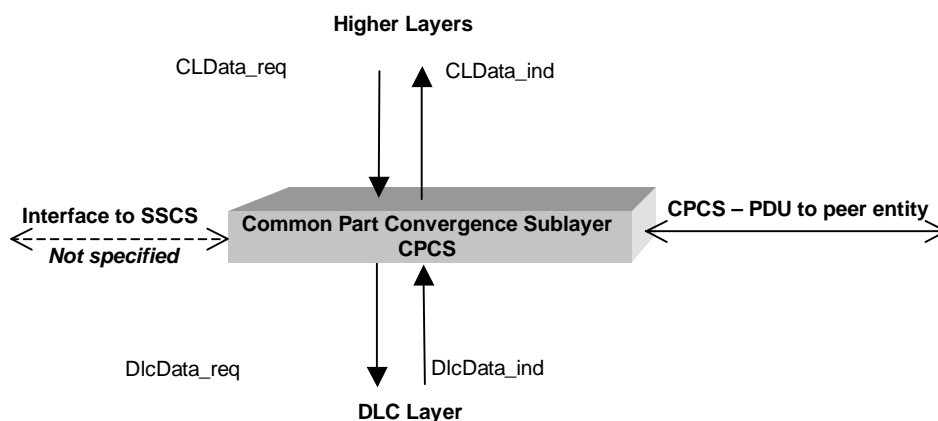 Higher Layers
CLData_req
CLData_ind
Interface to SSCS
Not specified
Common Part Convergence Sublayer
CPCS
CPCS – PDU to peer entity
DlcData_req
DlcData_ind
DLC Layer